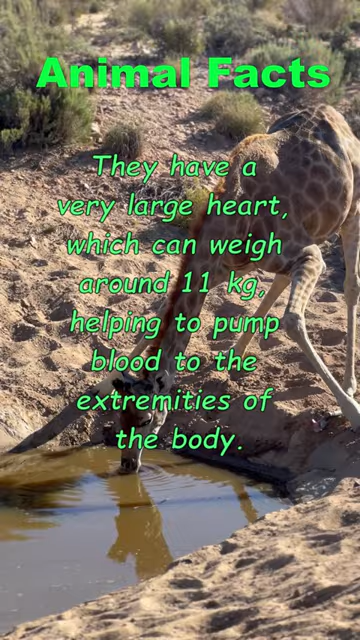 Animal Facts
They have a
very large heart,
which can weigh
around 11 kg,
helping to pump
blood to the
extremities of
the body.